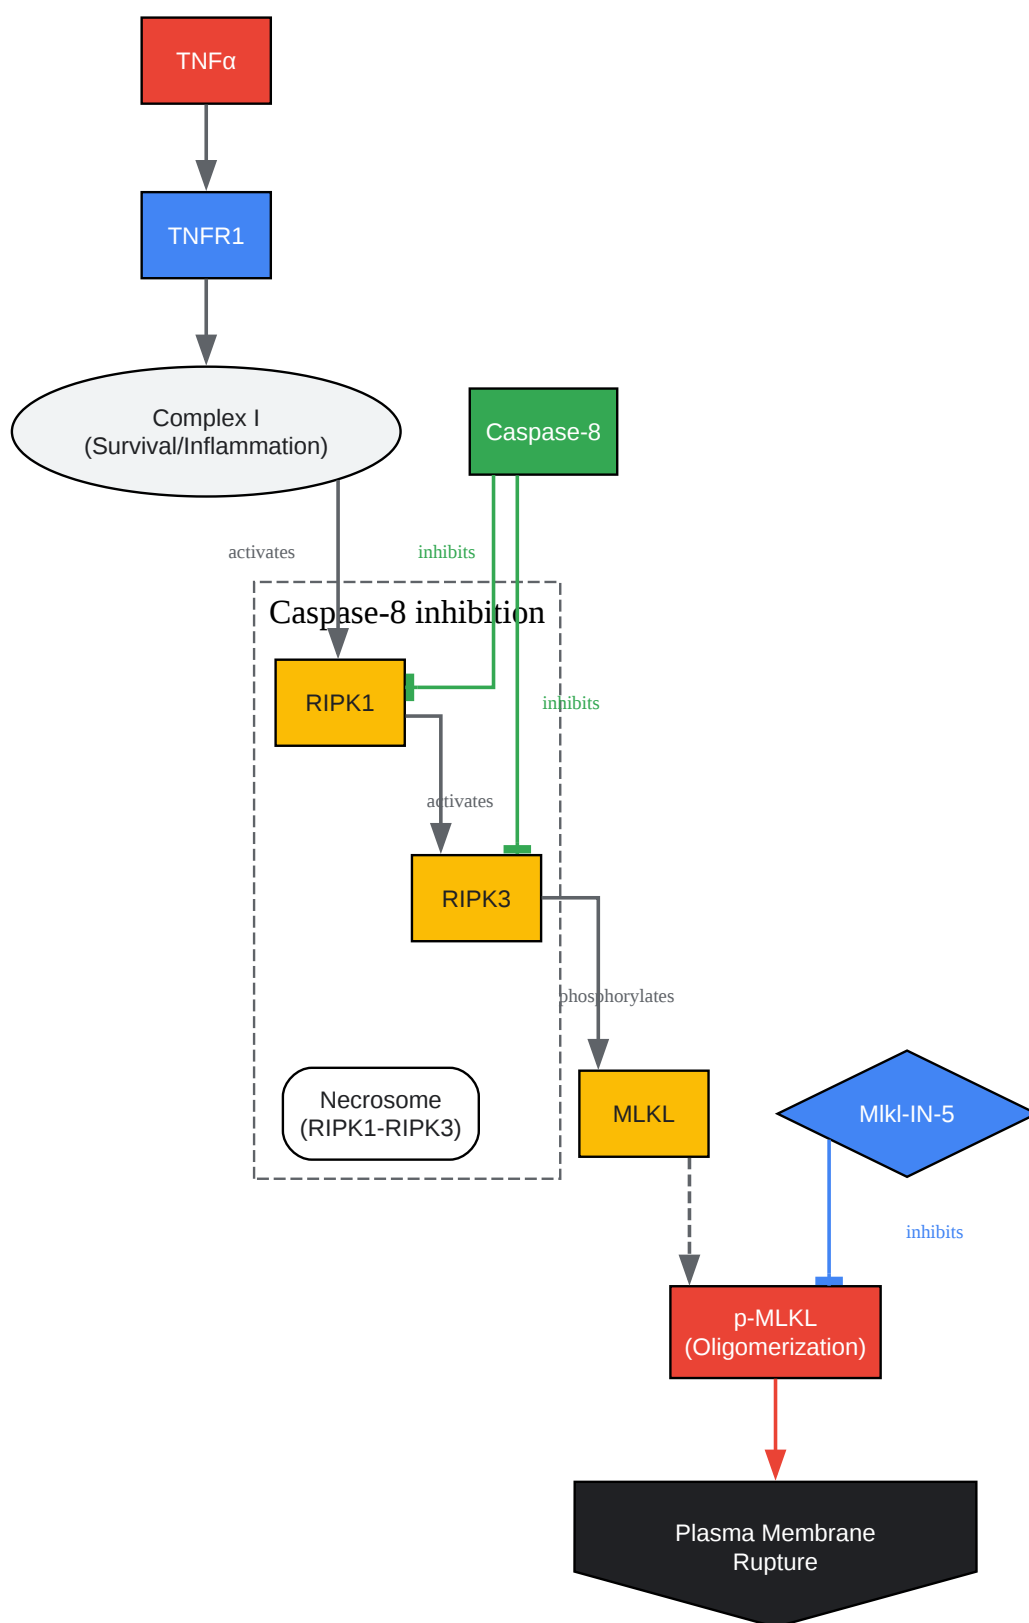 TNFα
TNFR1
Complex I
(Survival/Inflammation)
Caspase-8
activates
inhibits
Caspase-8 inhibition
RIPK1
inhibits
activates
RIPK3
phosphorylates
Necrosome
(RIPK1-RIPK3)
MLKL
Mlkl-IN-5
inhibits
p-MLKL
(Oligomerization)
Plasma Membrane
Rupture